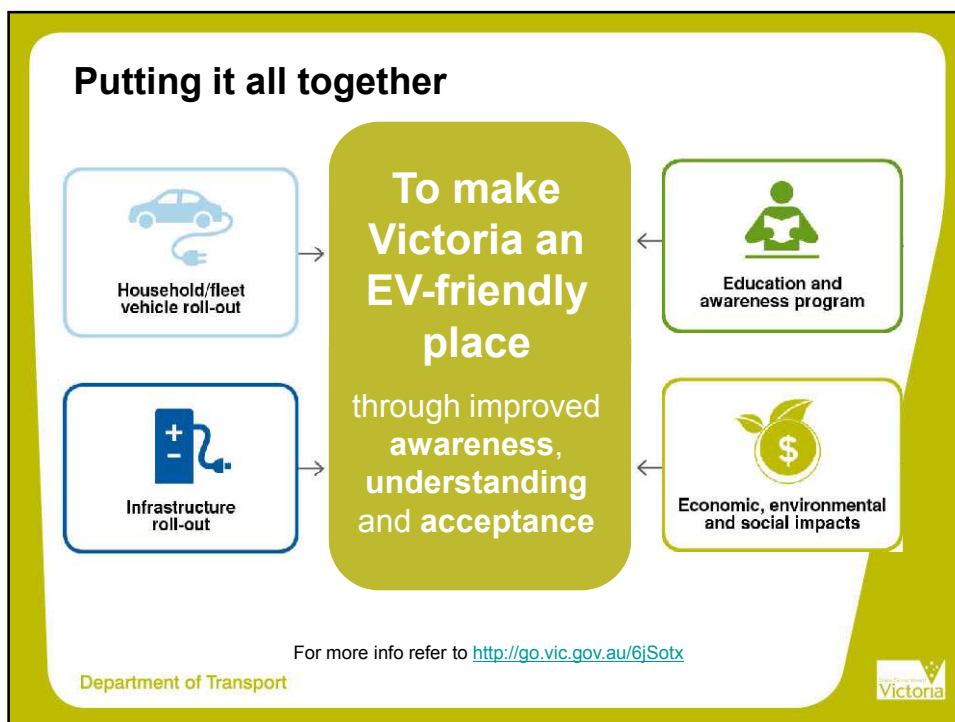 Putting it all together
Household/fleet
vehicle roll-out
Infrastructure
roll-out
To make
Victoria an
EV-friendly
place
through improved
awareness,
understanding
and acceptance
Education and
awareness program
$
Economic, environmental
and social impacts
For more info refer to http://go.vic.gov.au/6jSotx
Department of Transport
Victoria